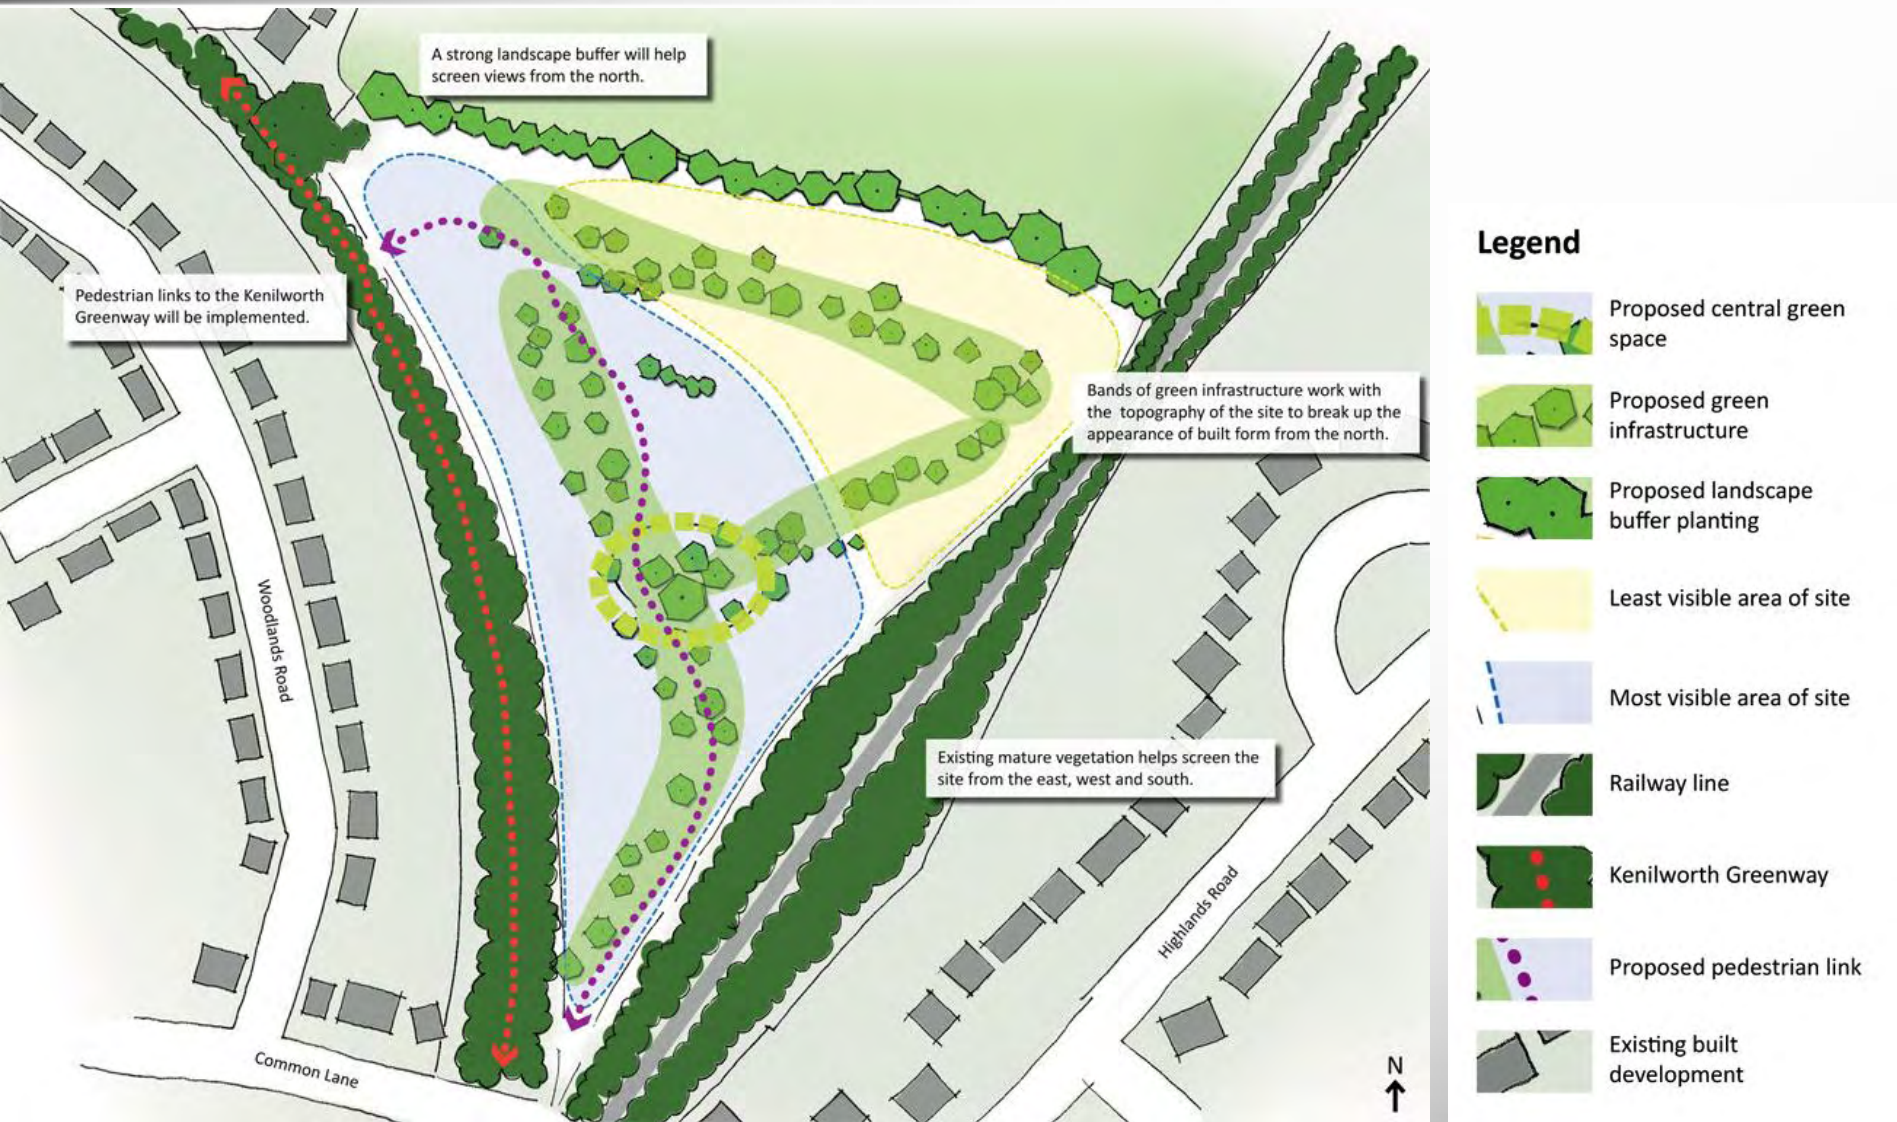 A strong landscape buffer will help
screen views from the north.
Pedestrian links to the Kenilworth
Greenway will be implemented.
Bands of green infrastructure work with
the topography of the site to break up the
appearance of built form from the north.
Existing mature vegetation helps screen the
site from the east, west and south.
Woodlands Road
Highlands Road
Common Lane
N
Legend
Proposed central green
space
Proposed green
infrastructure
Proposed landscape
buffer planting
Least visible area of site
Most visible area of site
Railway line
Kenilworth Greenway
Proposed pedestrian link
Existing built
development